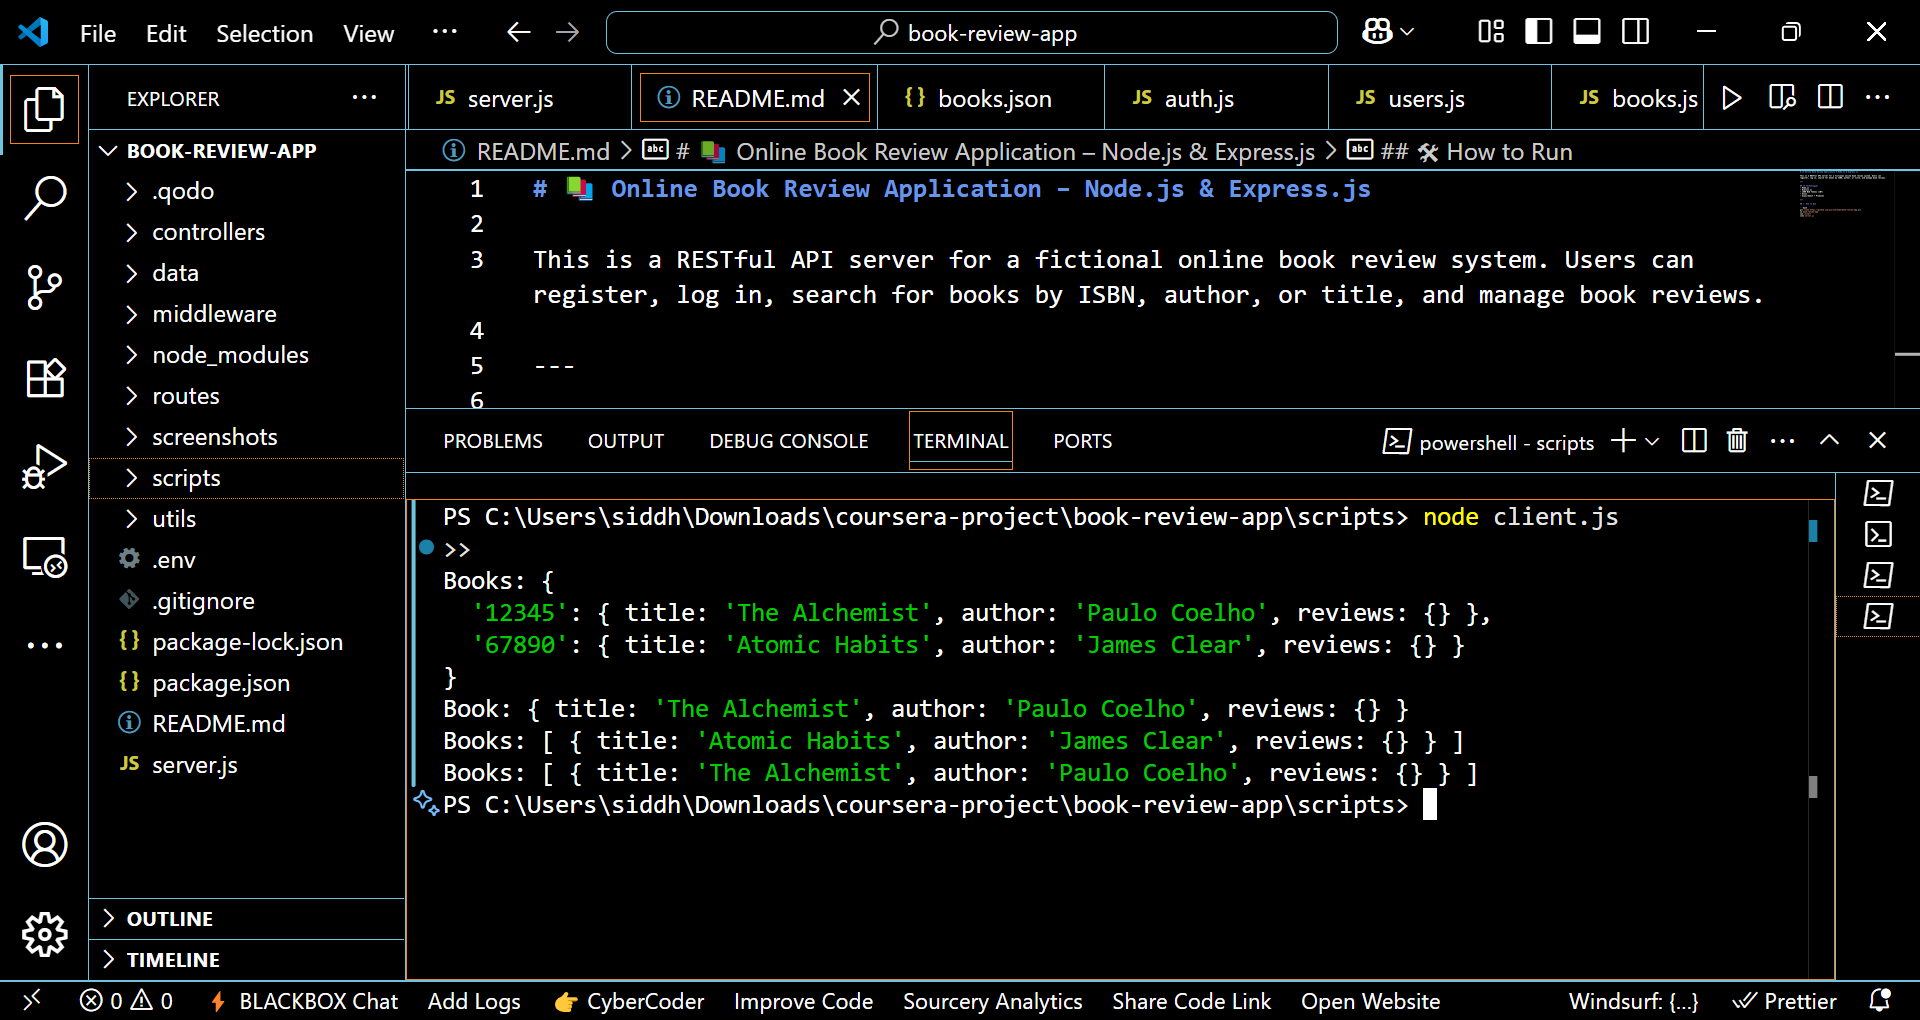 File Edit Selection View ··· book-review-app
EXPLORER ···
JS server.js README.md {} books.json JS auth.js JS users.js JS books.js ···
BOOK-REVIEW-APP
README.md > # 📚 Online Book Review Application – Node.js & Express.js > ## 🛠 How to Run
.qodo
controllers
data
middleware
node_modules
routes
screenshots
scripts
utils
.env
.gitignore
{} package-lock.json
{} package.json
README.md
JS server.js
OUTLINE
TIMELINE
1 # 📚 Online Book Review Application – Node.js & Express.js
2
3 This is a RESTful API server for a fictional online book review system. Users can
register, log in, search for books by ISBN, author, or title, and manage book reviews.
4
5 ---
6
PROBLEMS OUTPUT DEBUG CONSOLE TERMINAL PORTS powershell - scripts ···
PS C:\Users\siddh\Downloads\coursera-project\book-review-app\scripts> node client.js
>>
Books: {
'12345': { title: 'The Alchemist', author: 'Paulo Coelho', reviews: {} },
'67890': { title: 'Atomic Habits', author: 'James Clear', reviews: {} }
}
Book: { title: 'The Alchemist', author: 'Paulo Coelho', reviews: {} }
Books: [ { title: 'Atomic Habits', author: 'James Clear', reviews: {} } ]
Books: [ { title: 'The Alchemist', author: 'Paulo Coelho', reviews: {} } ]
PS C:\Users\siddh\Downloads\coursera-project\book-review-app\scripts>
0 0 BLACKBOX Chat Add Logs 👉 CyberCoder Improve Code Sourcery Analytics Share Code Link Open Website Windsurf: {...} Prettier